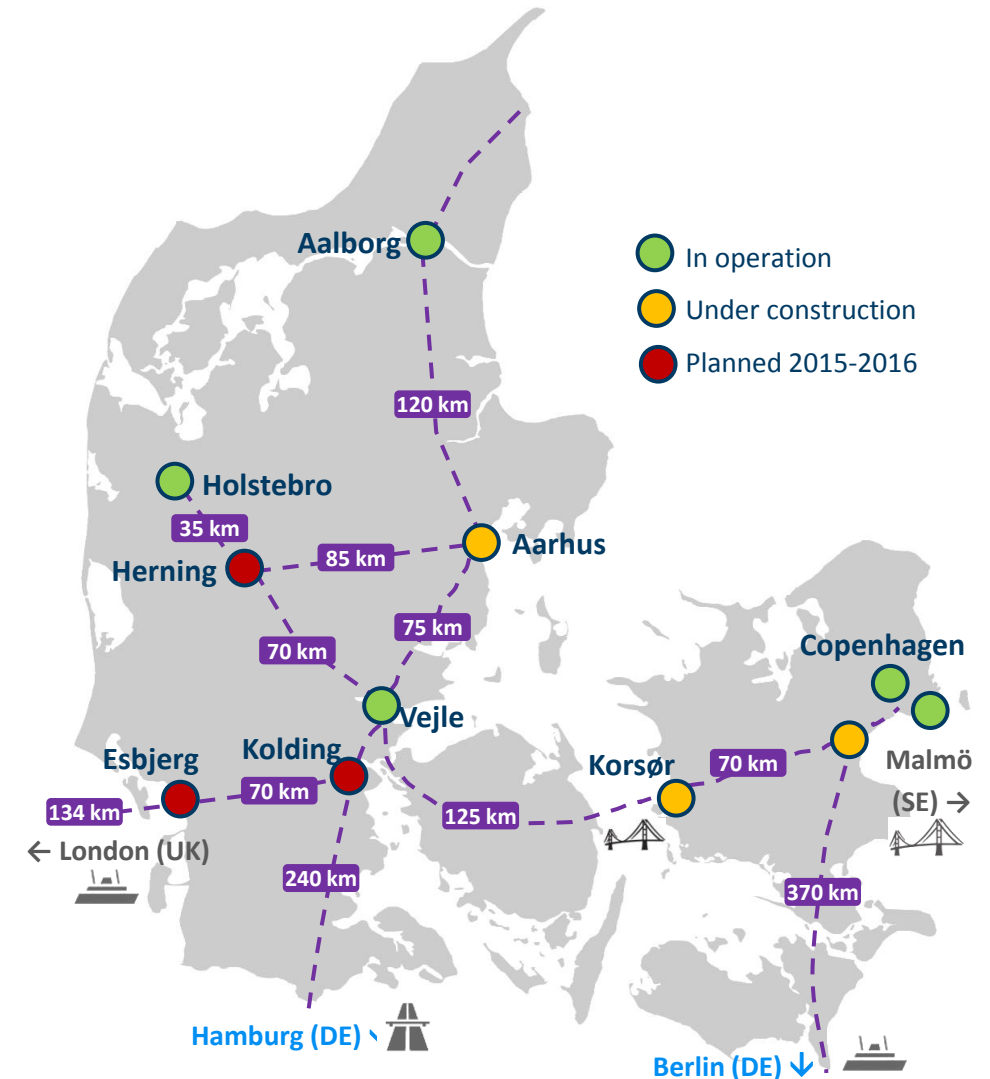 Aalborg
In operation
Under construction
Planned 2015-2016
120 km
Holstebro
35 km
Aarhus
85 km
Herning
75 km
70 km
Copenhagen
Vejle
Esbjerg
Kolding
Korsør
70 km
Malmö
(SE) →
70 km
134 km
125 km
← London (UK)
240 km
370 km
Hamburg (DE)
Berlin (DE) ↓